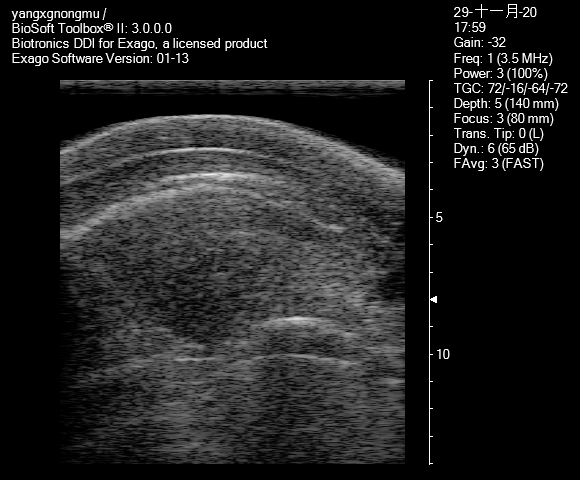 yangxgnongmu /
BioSoft Toolbox® II: 3.0.0.0
Biotronics DDI for Exago, a licensed product
Exago Software Version: 01-13
29-十一月-20
17:59
Gain: -32
Freq: 1 (3.5 MHz)
Power: 3 (100%)
TGC: 72/-16/-64/-72
Depth: 5 (140 mm)
Focus: 3 (80 mm)
Trans. Tip: 0 (L)
Dyn.: 6 (65 dB)
FAvg: 3 (FAST)
5
10